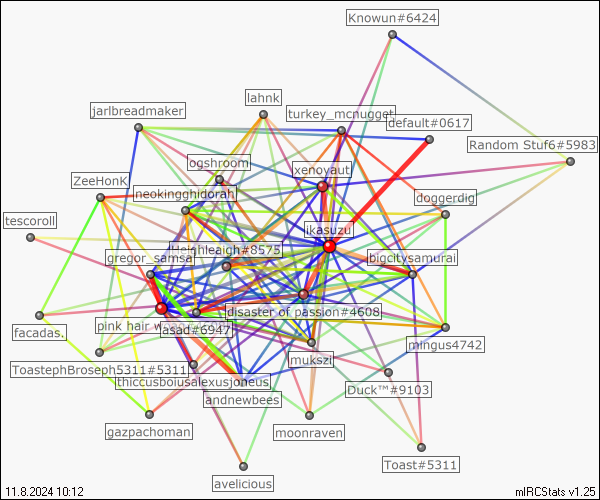 Knowun#6424
lahnk
jarlbreadmaker
turkey_mcnugget
default#0617
Random Stuf6#5983
ogshroom
xenoyaut
ZeeHonK
neokingghidorah
doggerdig
tescoroll
ikasuzu
Heighleaigh#8575
gregor_samsa
bigcitysamurai
disaster of passion#4608
pink hair
asad#6947
facadas.
mingus4742
mukszi
ToastephBroseph5311#5311
lthiccusboiusalexusjoneus
Duck™#9103
andnewbees
gazpachoman
moonraven
Toast#5311
avelicious
11.8.2024 10:12
mIRCStats v1.25